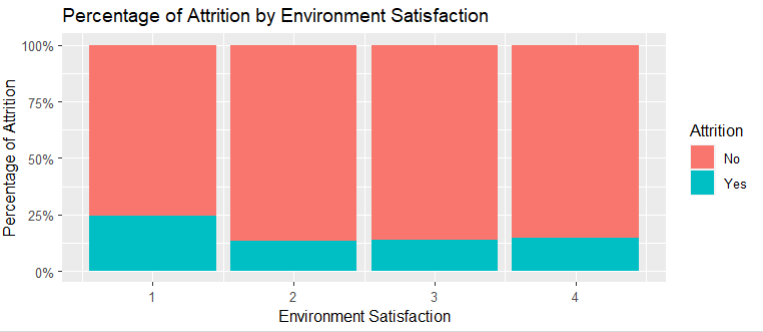 Percentage of Attrition by Environment Satisfaction
Percentage of Attrition
100%
75%
50%
25%
0%
1 2 3 4
Environment Satisfaction
Attrition
No
Yes